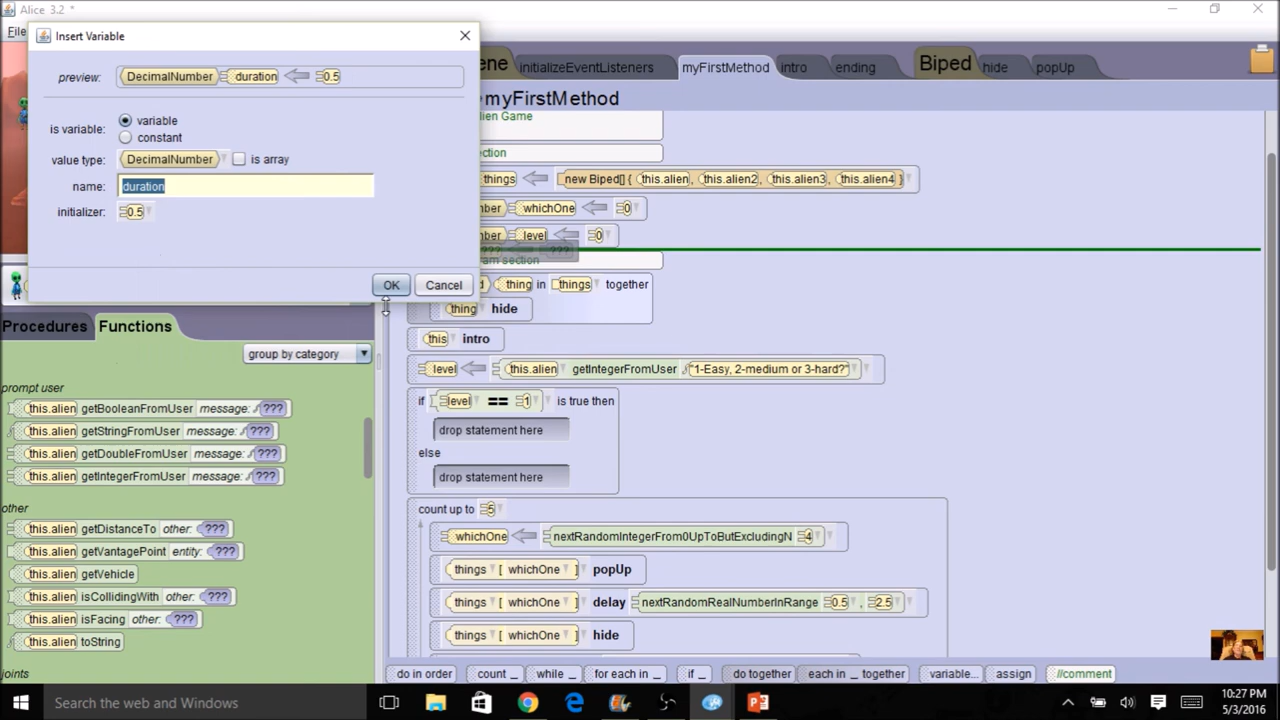 Alice 3.2 *
File
Insert Variable
preview: DecimalNumber duration 0.5
is variable: variable
constant
value type: DecimalNumber is array
name: duration
initializer: 0.5
OK Cancel
ene initializeEventListeners myFirstMethod intro ending Biped hide popUp
myFirstMethod
lien Game
section
things new Biped[] { this.alien , this.alien2 , this.alien3 , this.alien4 }
mber whichOne 0
mber level 0
??? ???
ram section
d thing in things together
thing hide
this intro
level this.alien getIntegerFromUser "1-Easy, 2-medium or 3-hard?"
if level == 1 is true then
drop statement here
else
drop statement here
count up to 5
whichOne nextRandomIntegerFrom0UpToButExcludingN 4
things [ whichOne ] popUp
things [ whichOne ] delay nextRandomRealNumberInRange 0.5 , 2.5
things [ whichOne ] hide
Procedures Functions
group by category
prompt user
this.alien getBooleanFromUser message: ???
this.alien getStringFromUser message: ???
this.alien getDoubleFromUser message: ???
this.alien getIntegerFromUser message: ???
other
this.alien getDistanceTo other: ???
this.alien getVantagePoint entity: ???
this.alien getVehicle
this.alien isCollidingWith other: ???
this.alien isFacing other: ???
this.alien toString
joints
do in order count _ while _ for each in _ if _ do together each in _ together variable... assign //comment
Search the web and Windows
10:27 PM
5/3/2016